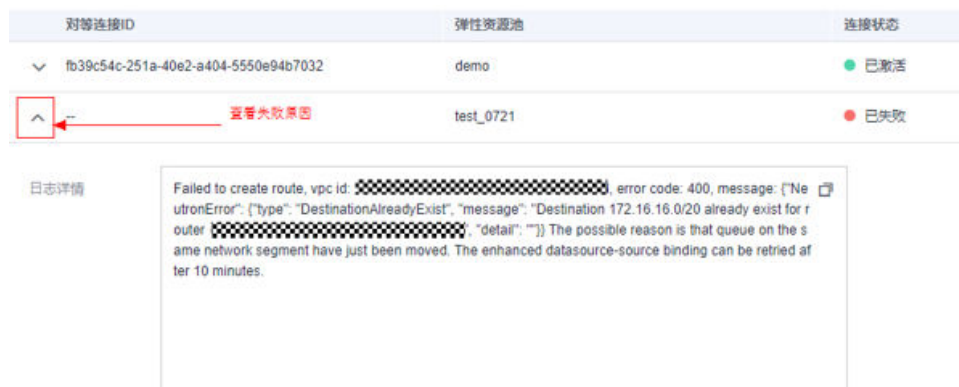 对等连接ID 弹性资源池 连接状态
fb39c54c-251a-40e2-a404-5550e94b7032 demo 已激活
-- 查看失败原因 test_0721 已失败
日志详情
Failed to create route, vpc id: , error code: 400, message: {"Ne
utronError": {"type": "DestinationAlreadyExist", "message": "Destination 172.16.16.0/20 already exist for r
outer ", "detail": ""}} The possible reason is that queue on the s
ame network segment have just been moved. The enhanced datasource-source binding can be retried af
ter 10 minutes.